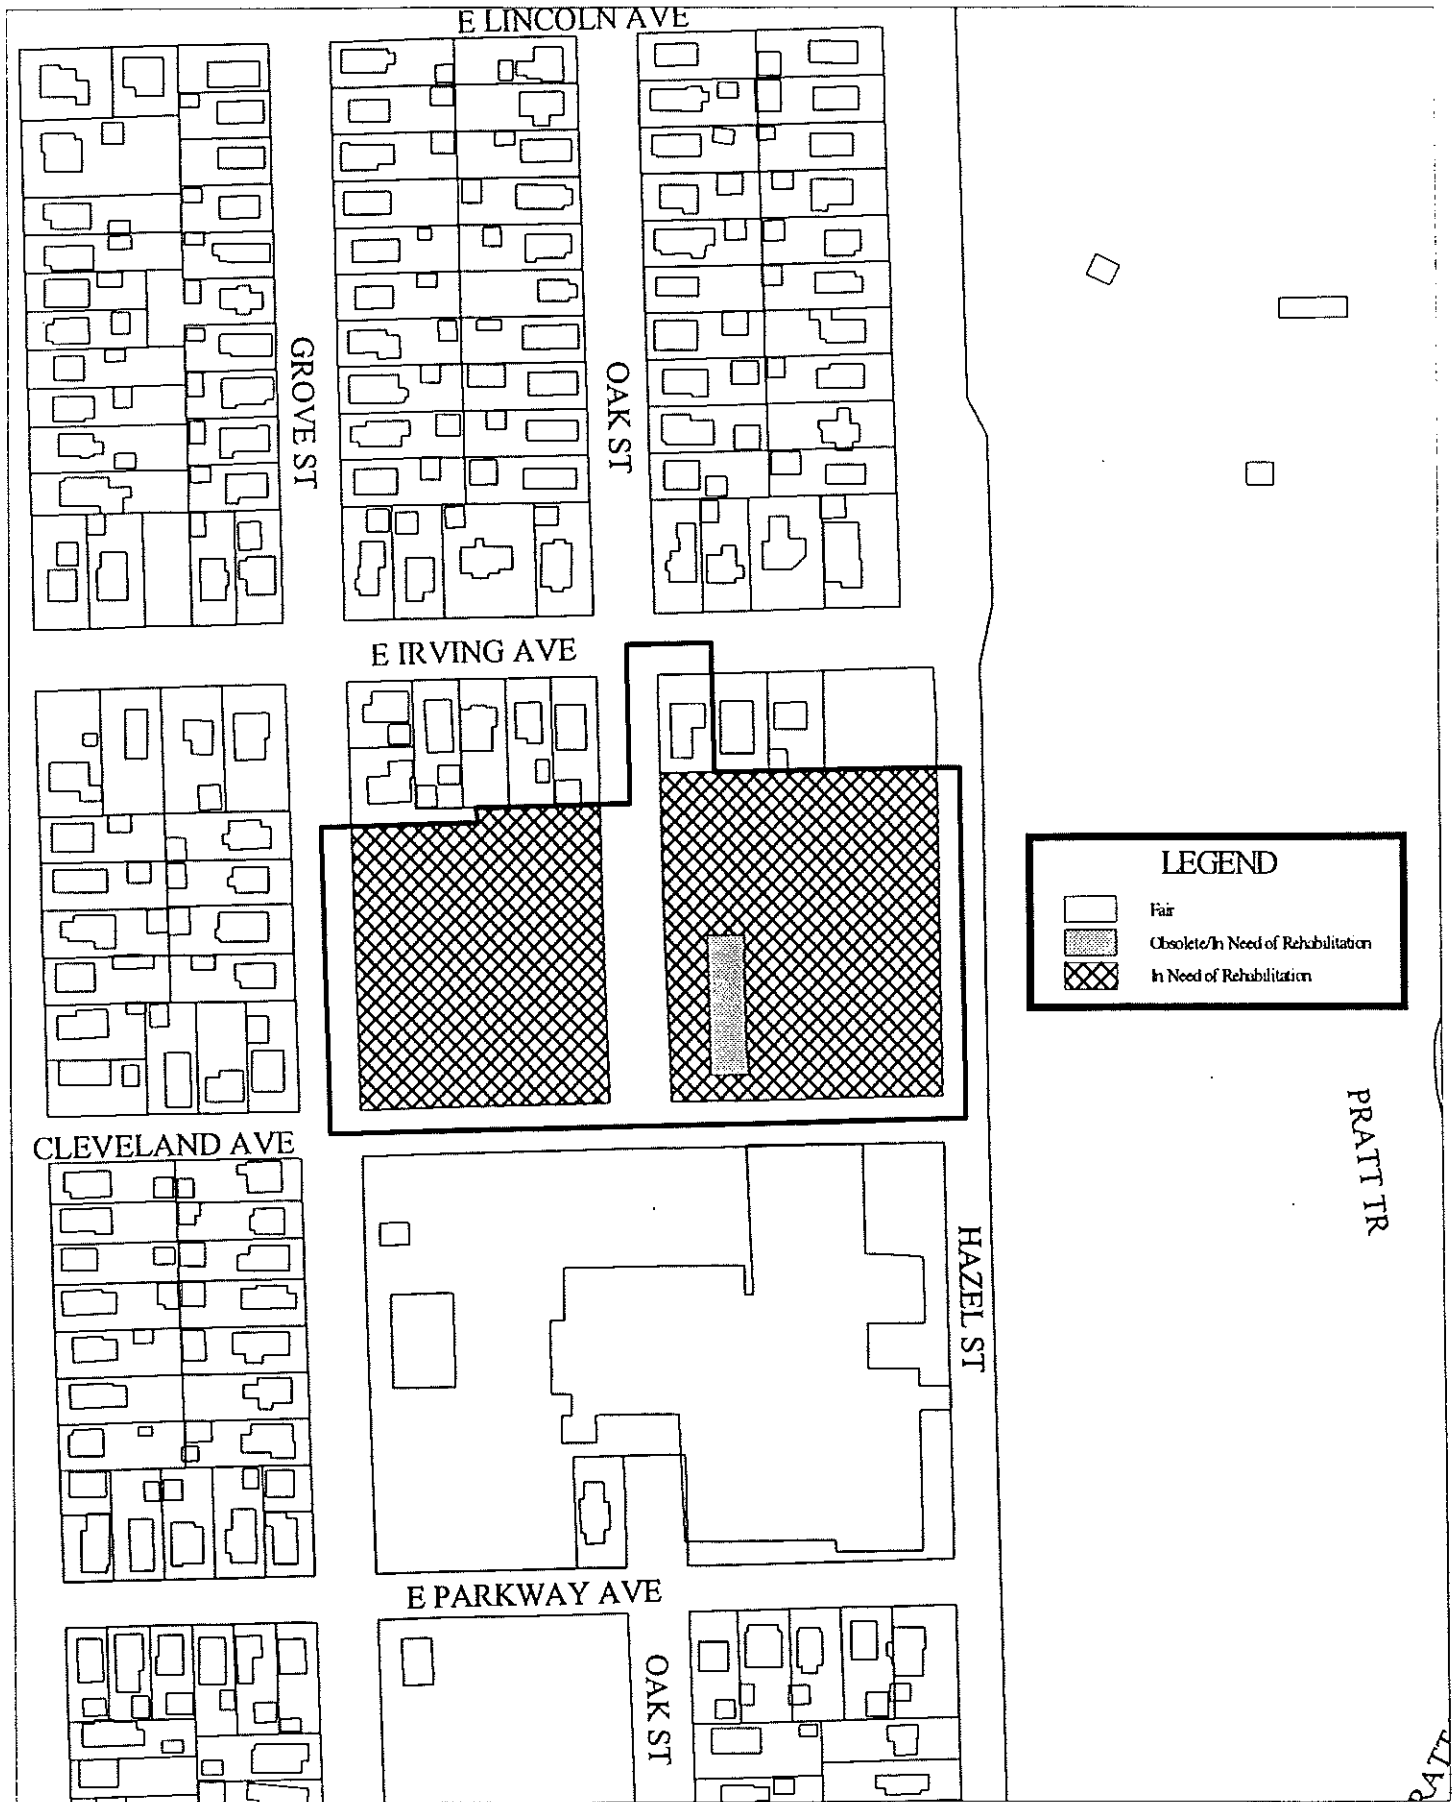 E LINCOLN AVE
GROVE ST
OAK ST
E IRVING AVE
LEGEND
Fair
Obsolete/In Need of Rehabilitation
In Need of Rehabilitation
PRATT TR
CLEVELAND AVE
HAZEL ST
E PARKWAY AVE
OAK ST